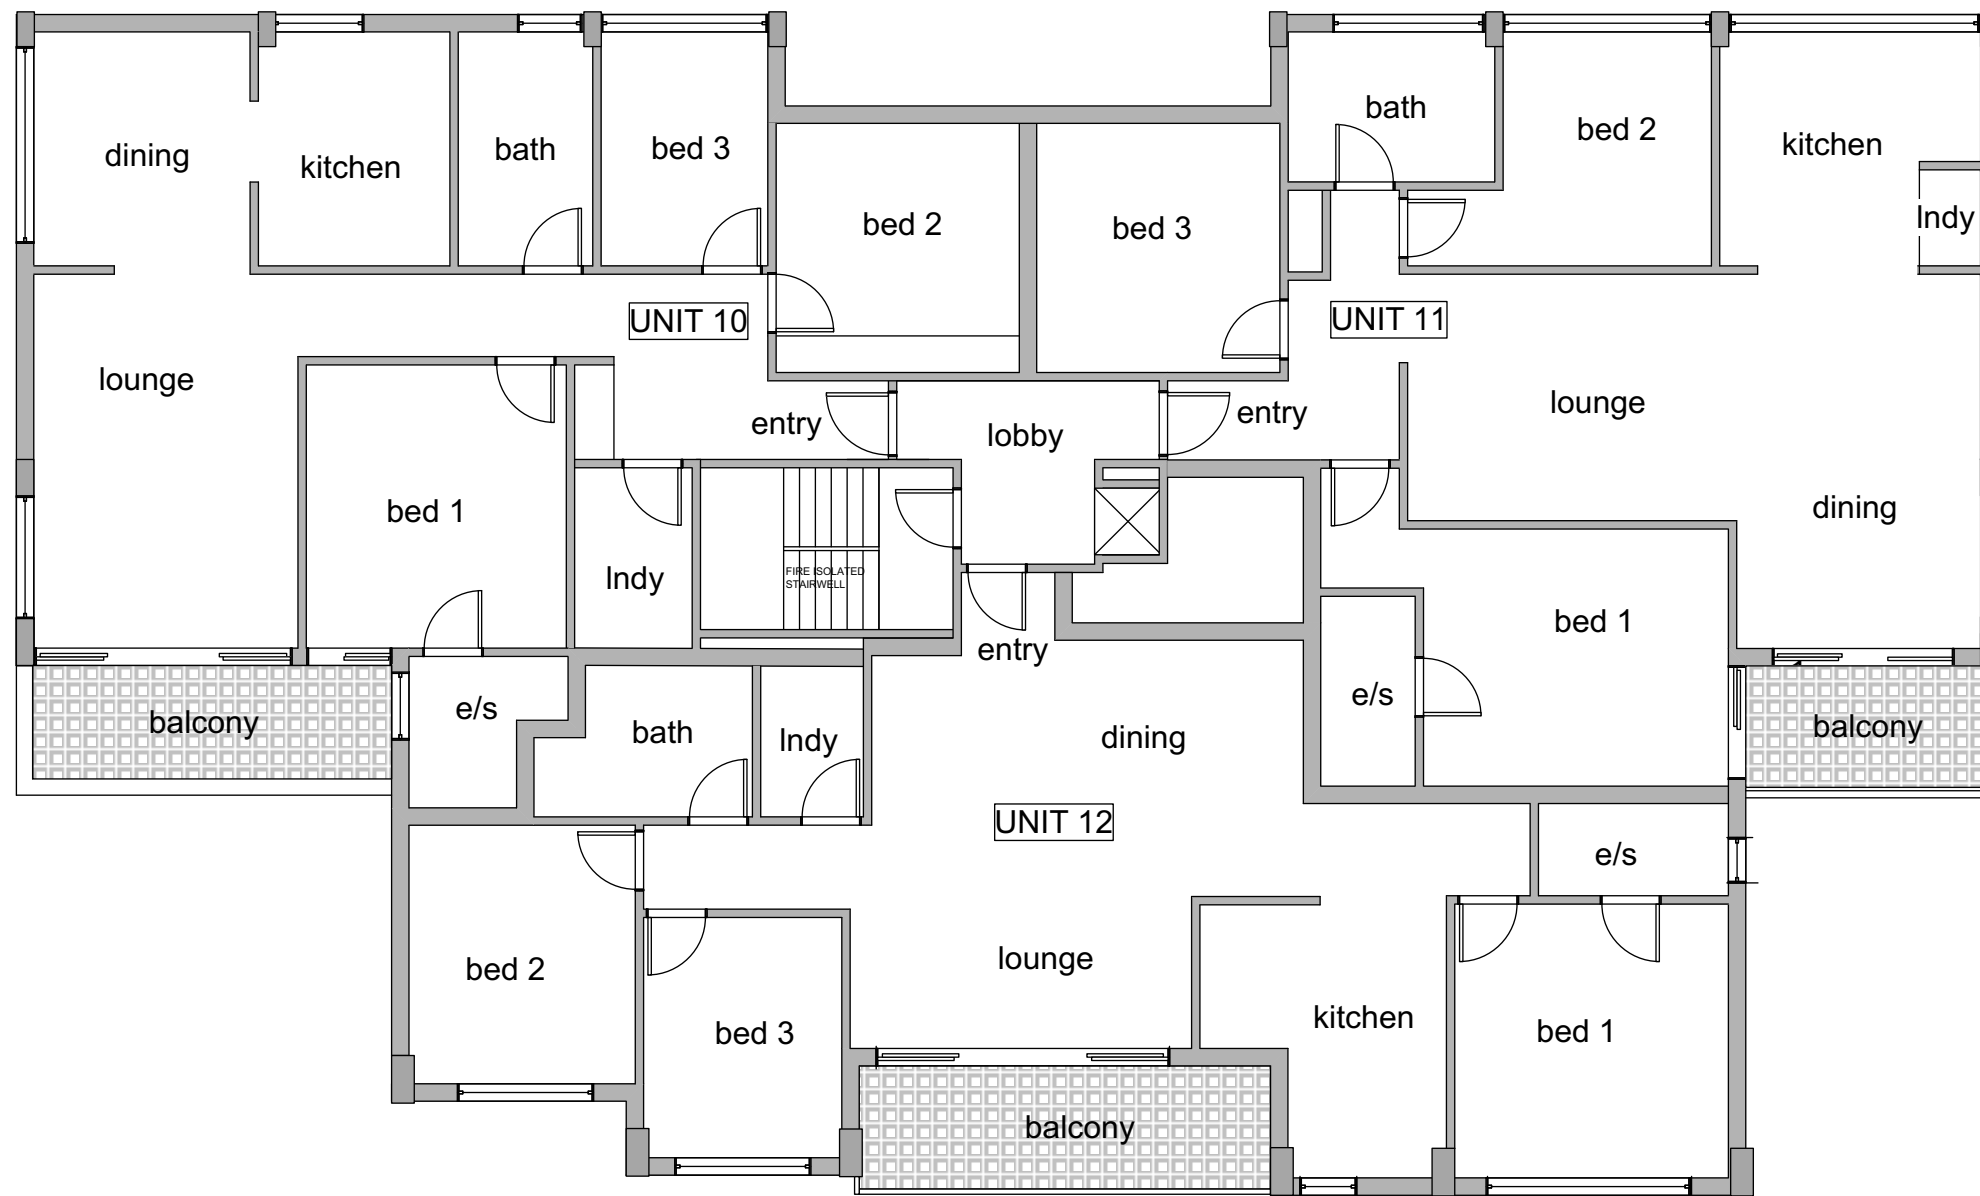 dining
kitchen
bath
bed 3
bed 2
bed 3
bath
bed 2
kitchen
lndy
UNIT 10
UNIT 11
lounge
entry
lobby
entry
lounge
bed 1
lndy
FIRE ISOLATED
STAIRWELL
dining
bed 1
entry
balcony
e/s
bath
lndy
dining
e/s
balcony
UNIT 12
e/s
bed 2
bed 3
lounge
kitchen
bed 1
balcony